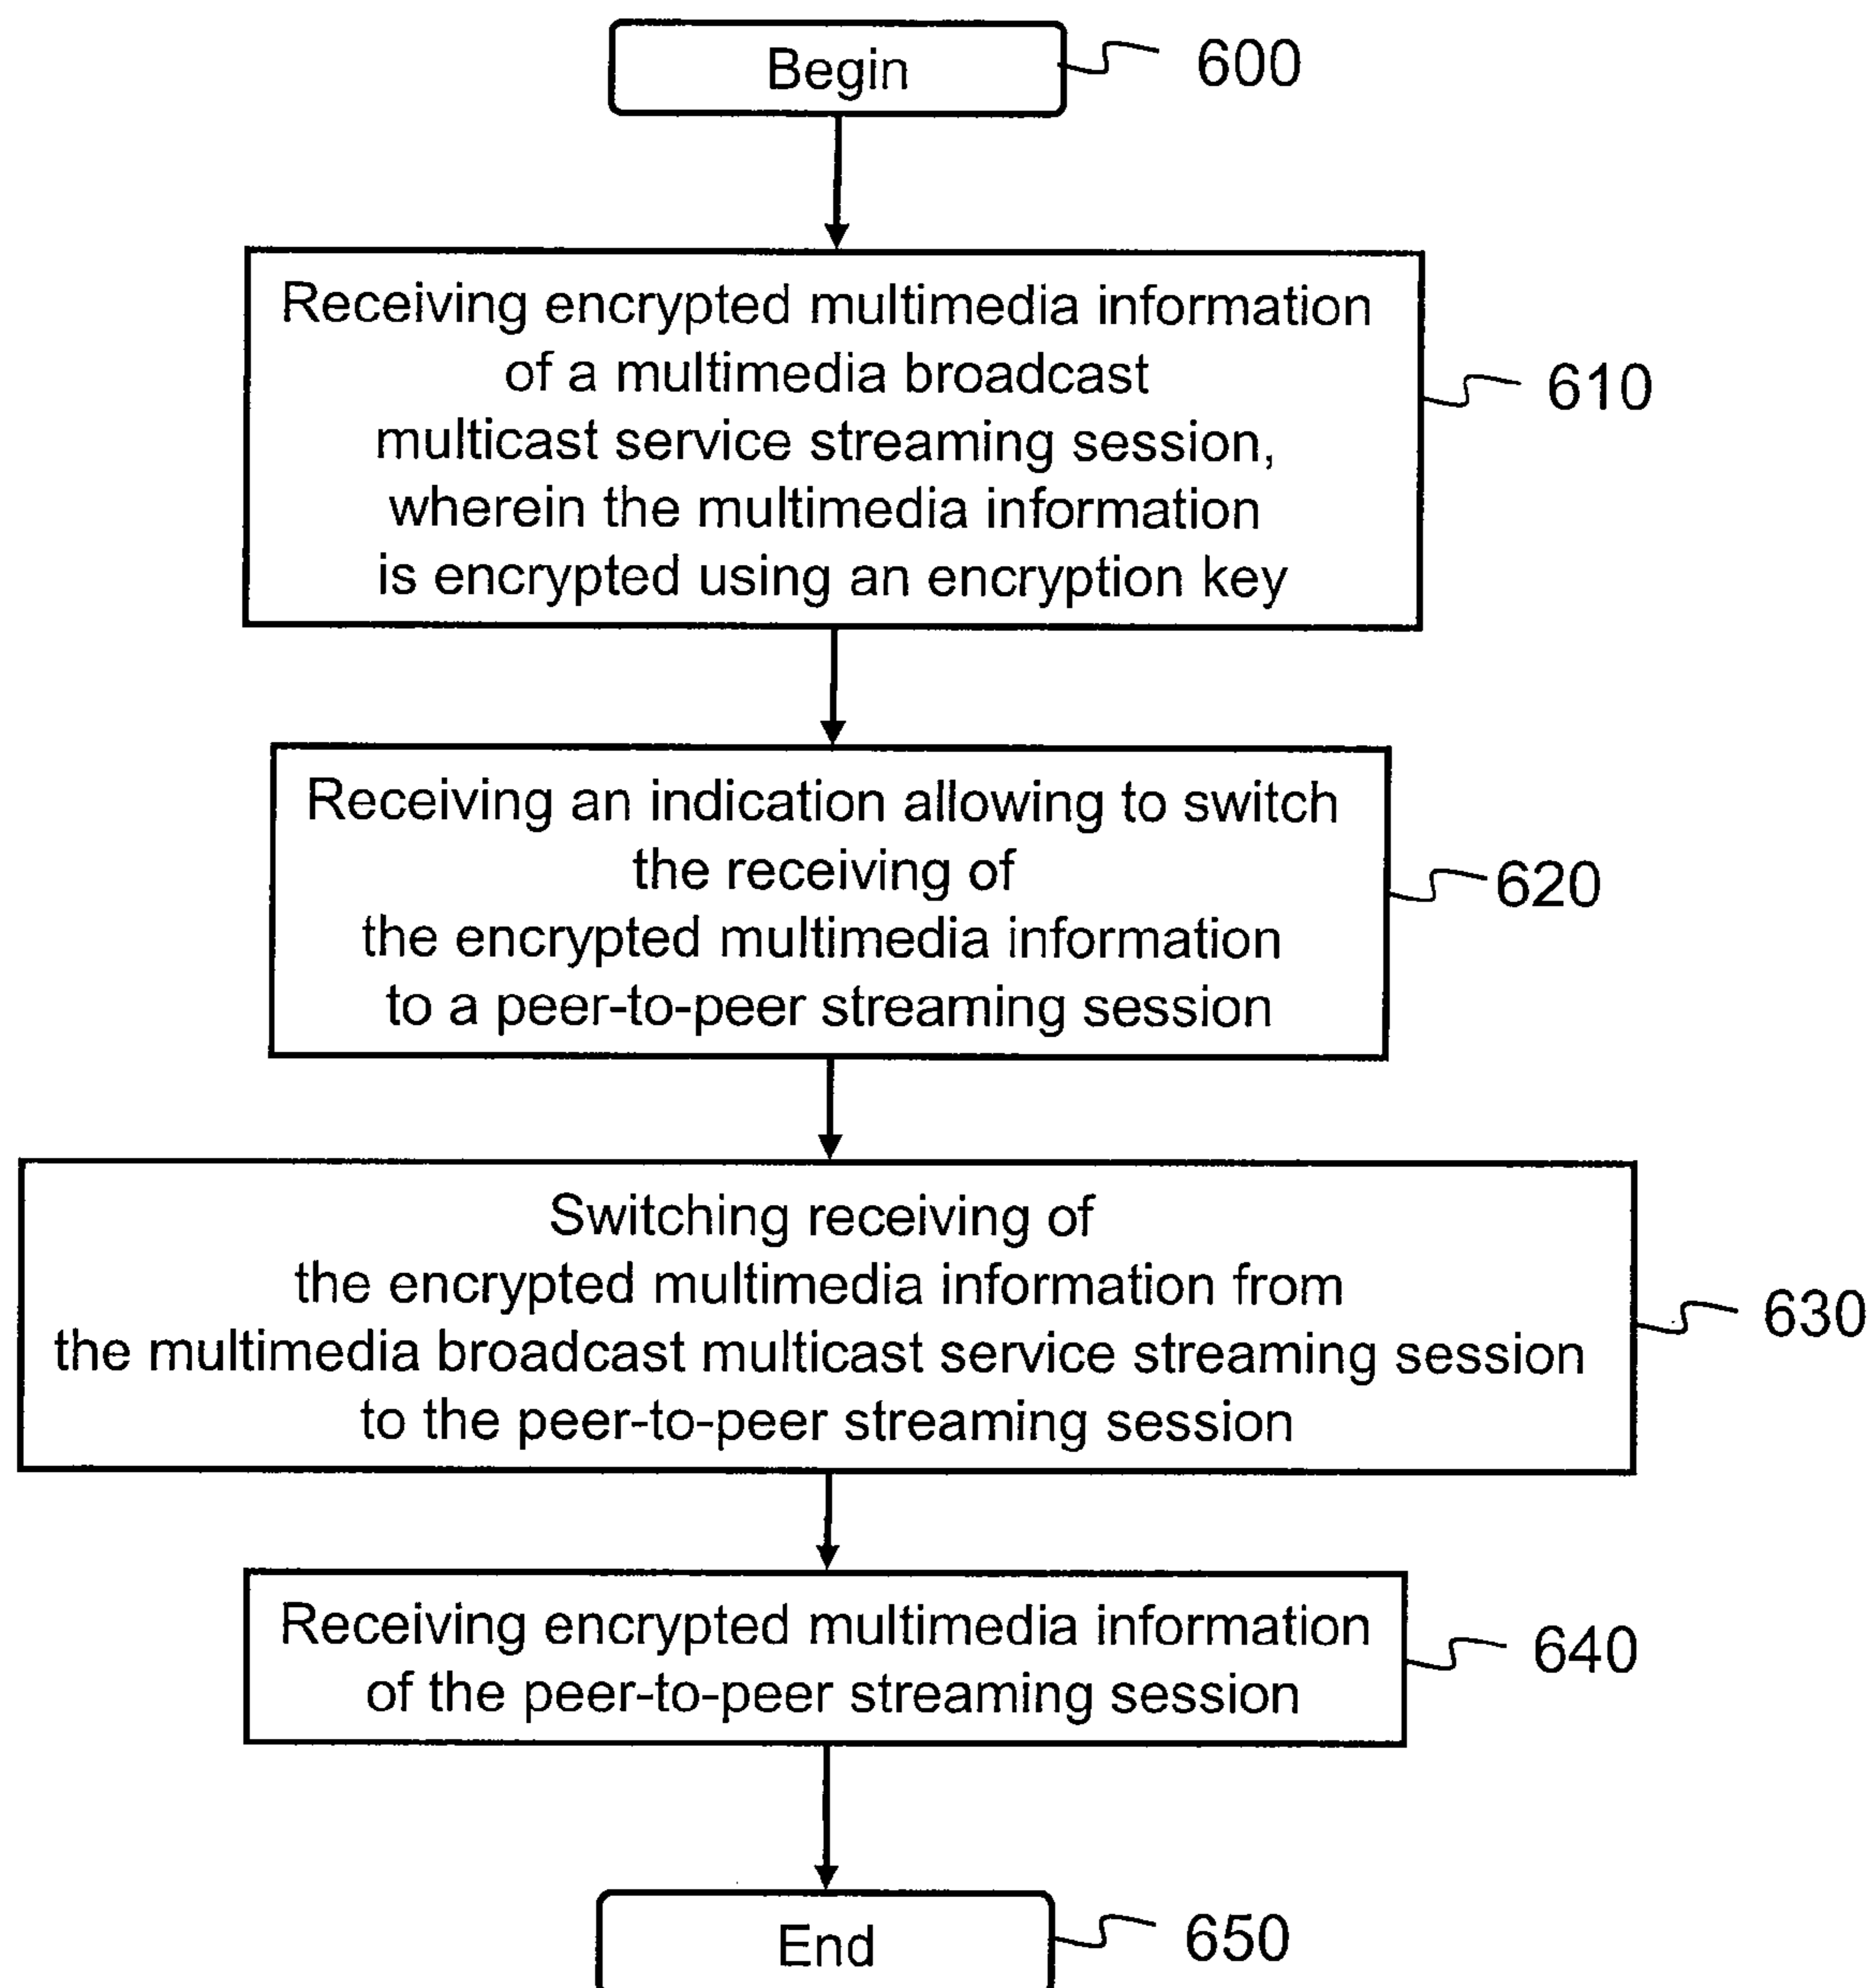 Begin
600
Receiving encrypted multimedia information
of a multimedia broadcast
multicast service streaming session,
wherein the multimedia information
is encrypted using an encryption key
610
Receiving an indication allowing to switch
the receiving of
the encrypted multimedia information
to a peer-to-peer streaming session
620
Switching receiving of
the encrypted multimedia information from
the multimedia broadcast multicast service streaming session
to the peer-to-peer streaming session
630
Receiving encrypted multimedia information
of the peer-to-peer streaming session
640
End
650